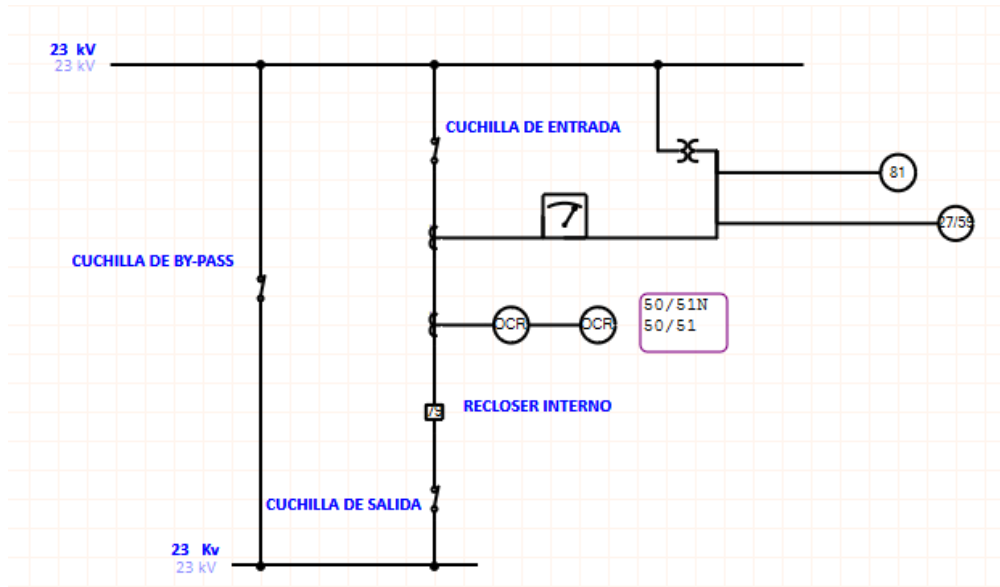 23 kV
23 kV
CUCHILLA DE ENTRADA
81
27/59
CUCHILLA DE BY-PASS
OCR
OCR
50/51N
50/51
79
RECLOSER INTERNO
CUCHILLA DE SALIDA
23 Kv
23 kV